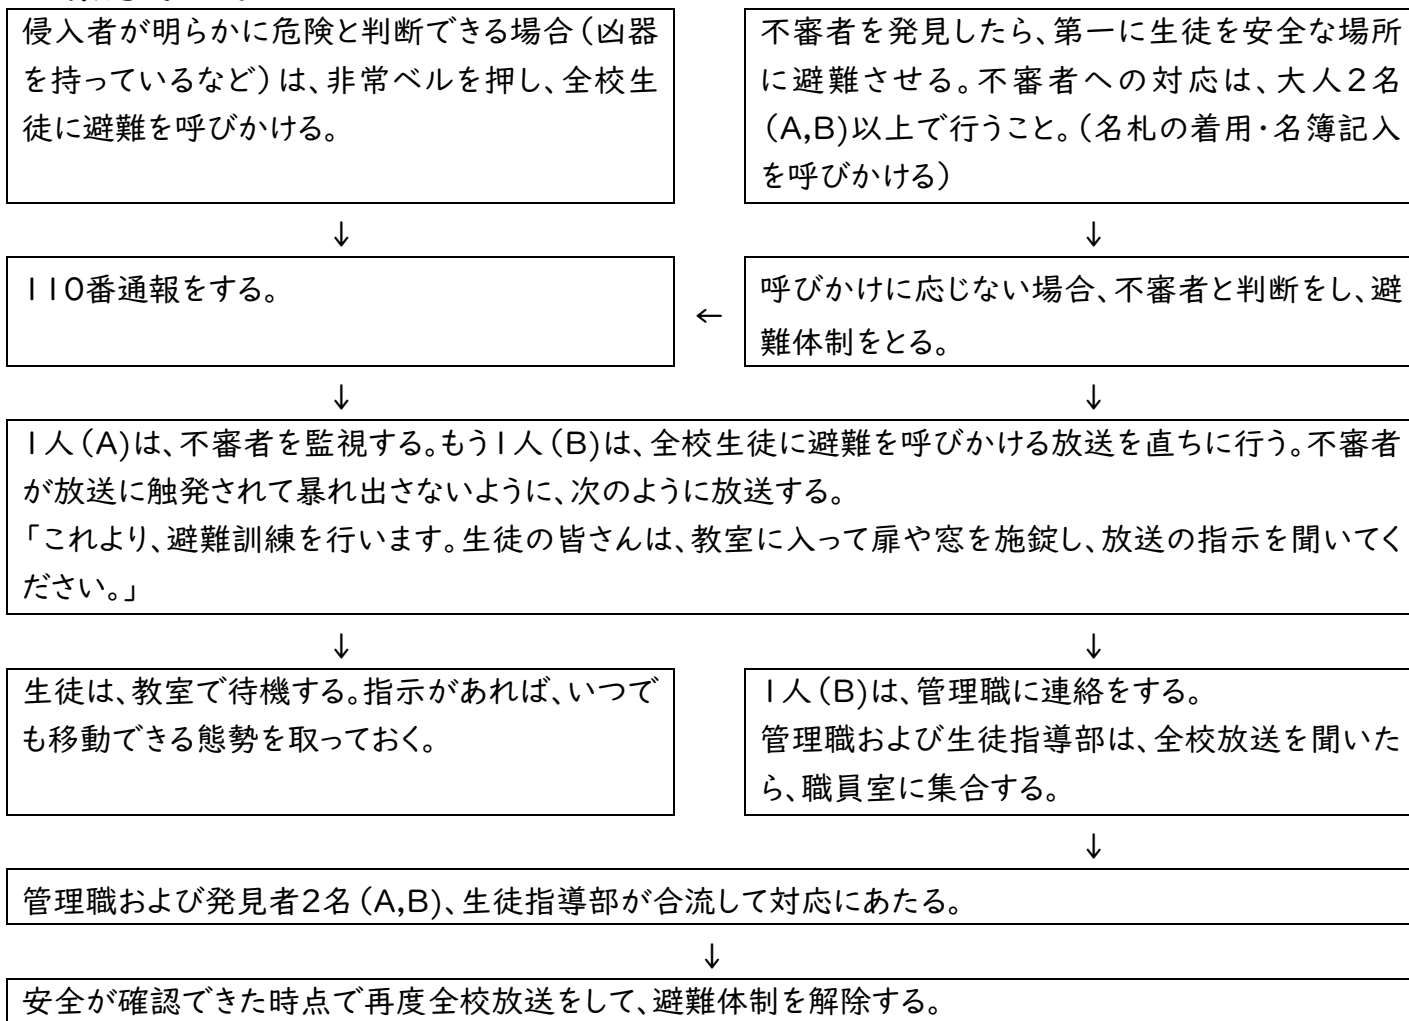 侵入者が明らかに危険と判断できる場合（凶器
を持っているなど）は、非常ベルを押し、全校生
徒に避難を呼びかける。
不審者を発見したら、第一に生徒を安全な場所
に避難させる。不審者への対応は、大人2名
（A,B)以上で行うこと。（名札の着用・名簿記入
を呼びかける）
↓
↓
110番通報をする。
←
呼びかけに応じない場合、不審者と判断をし、避
難体制をとる。
↓
↓
1人（A)は、不審者を監視する。もう1人（B)は、全校生徒に避難を呼びかける放送を直ちに行う。不審者
が放送に触発されて暴れ出さないように、次のように放送する。
「これより、避難訓練を行います。生徒の皆さんは、教室に入って扉や窓を施錠し、放送の指示を聞いてく
ださい。」
↓
↓
生徒は、教室で待機する。指示があれば、いつで
も移動できる態勢を取っておく。
1人（B)は、管理職に連絡をする。
管理職および生徒指導部は、全校放送を聞いた
ら、職員室に集合する。
↓
管理職および発見者2名（A,B)、生徒指導部が合流して対応にあたる。
↓
安全が確認できた時点で再度全校放送をして、避難体制を解除する。